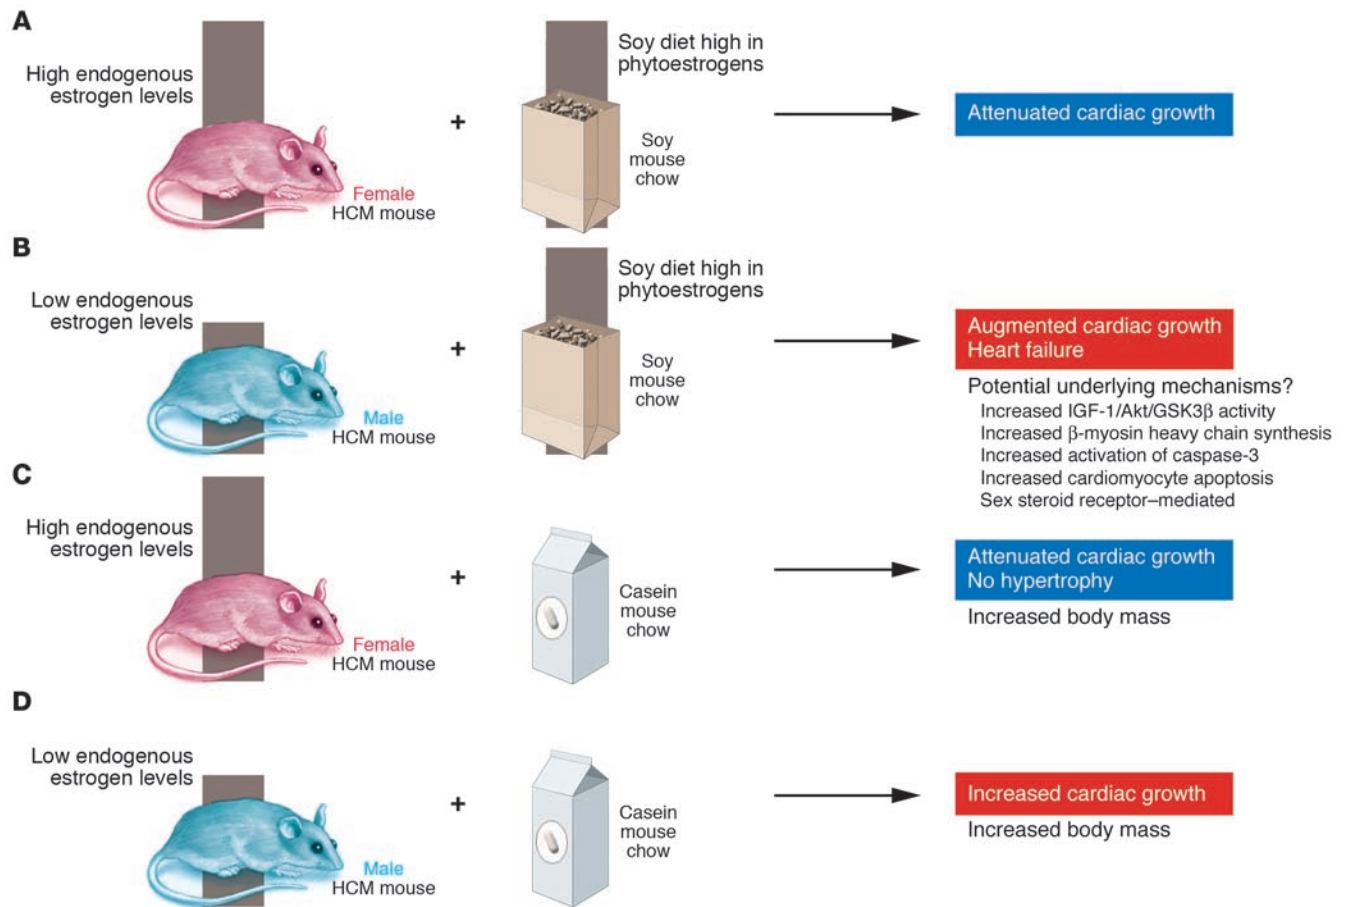 A
High endogenous
estrogen levels
Female
HCM mouse
+
Soy diet high in
phytoestrogens
Soy
mouse
chow
Attenuated cardiac growth
B
Low endogenous
estrogen levels
Male
HCM mouse
+
Soy diet high in
phytoestrogens
Soy
mouse
chow
Augmented cardiac growth
Heart failure
Potential underlying mechanisms?
Increased IGF-1/Akt/GSK3β activity
Increased β-myosin heavy chain synthesis
Increased activation of caspase-3
Increased cardiomyocyte apoptosis
Sex steroid receptor–mediated
C
High endogenous
estrogen levels
Female
HCM mouse
+
Casein
mouse
chow
Attenuated cardiac growth
No hypertrophy
Increased body mass
D
Low endogenous
estrogen levels
Male
HCM mouse
+
Casein
mouse
chow
Increased cardiac growth
Increased body mass